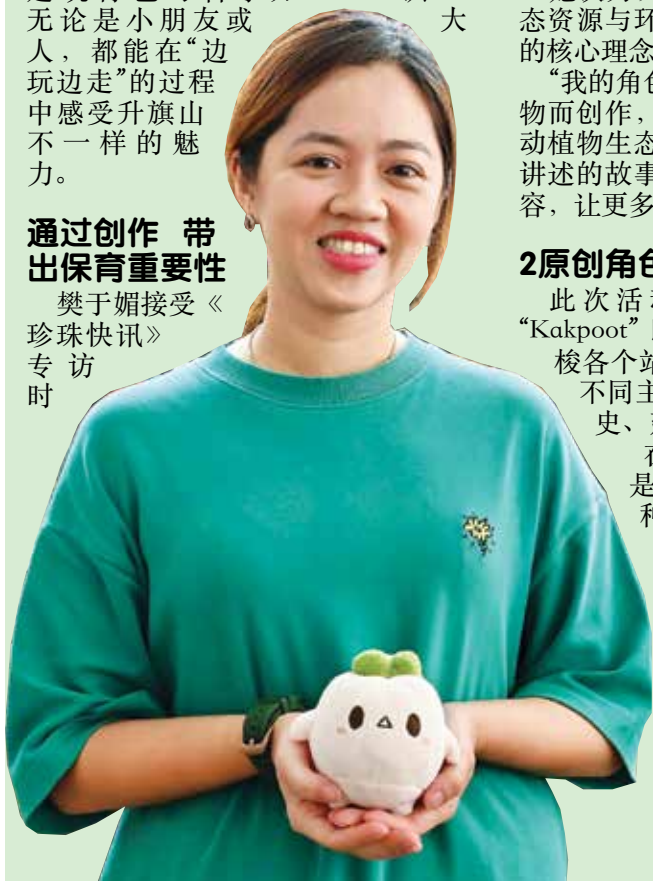 无论是小朋友或大
人，都能在“边
玩边走”的过程
中感受升旗山
不一样的魅
力。
通过创作 带
出保育重要性
樊于媚接受《
珍珠快讯》
专访
时
态资源与环
的核心理念
“我的角色
物而创作，
动植物生态
讲述的故事
容，让更多
2原创角色
此次活
“Kakpoot”
梭各个站
不同主
史、
是